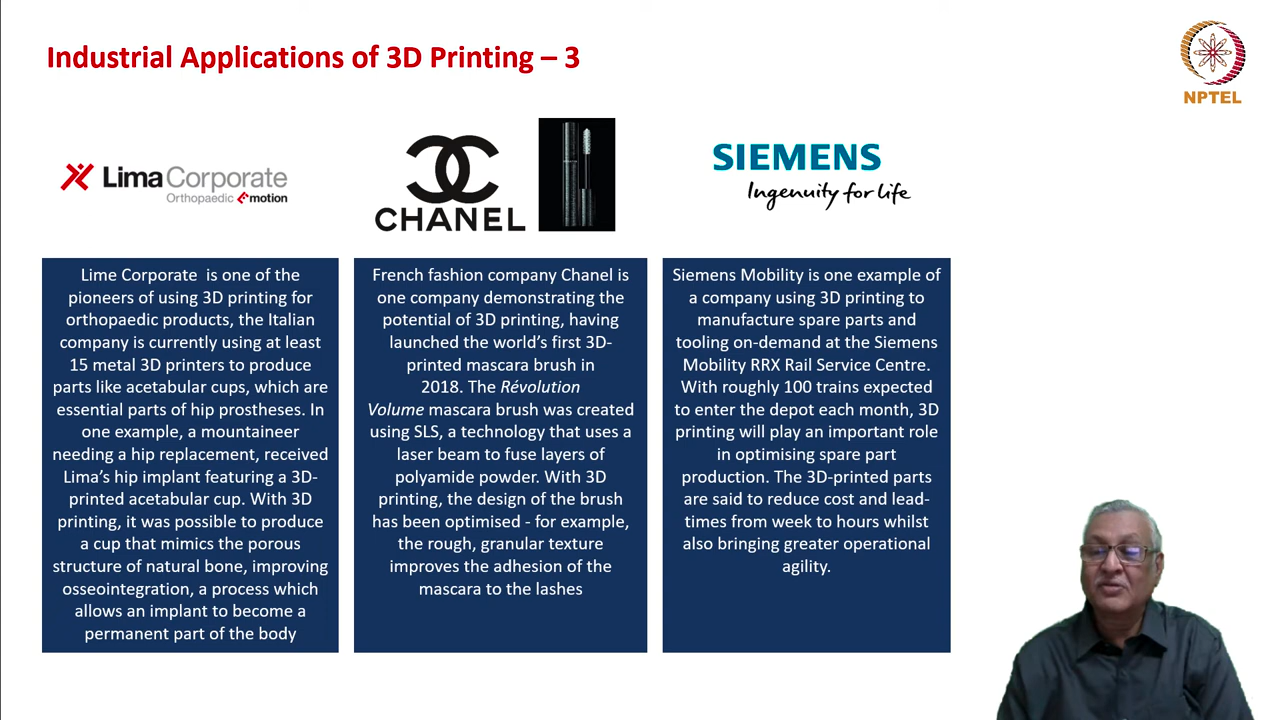 Industrial Applications of 3D Printing – 3
NPTEL
LimaCorporate
Orthopaedic emotion
CHANEL
SIEMENS
Ingenuity for life
Lime Corporate is one of the
pioneers of using 3D printing for
orthopaedic products, the Italian
company is currently using at least
15 metal 3D printers to produce
parts like acetabular cups, which are
essential parts of hip prostheses. In
one example, a mountaineer
needing a hip replacement, received
Lima's hip implant featuring a 3D-
printed acetabular cup. With 3D
printing, it was possible to produce
a cup that mimics the porous
structure of natural bone, improving
osseointegration, a process which
allows an implant to become a
permanent part of the body
French fashion company Chanel is
one company demonstrating the
potential of 3D printing, having
launched the world's first 3D-
printed mascara brush in
2018. The Révolution
Volume mascara brush was created
using SLS, a technology that uses a
laser beam to fuse layers of
polyamide powder. With 3D
printing, the design of the brush
has been optimised - for example,
the rough, granular texture
improves the adhesion of the
mascara to the lashes
Siemens Mobility is one example of
a company using 3D printing to
manufacture spare parts and
tooling on-demand at the Siemens
Mobility RRX Rail Service Centre.
With roughly 100 trains expected
to enter the depot each month, 3D
printing will play an important role
in optimising spare part
production. The 3D-printed parts
are said to reduce cost and lead-
times from week to hours whilst
also bringing greater operational
agility.